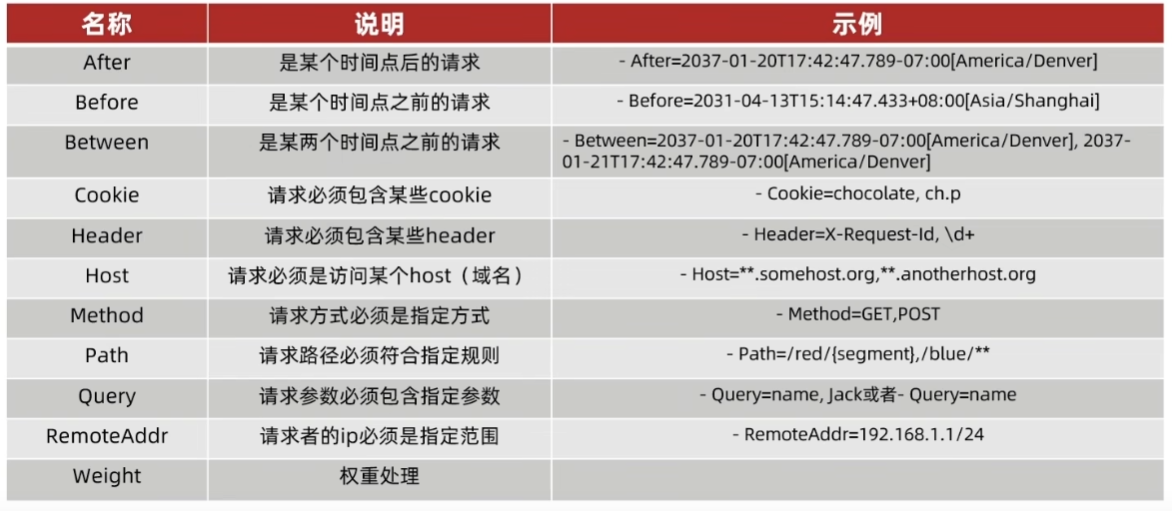 名称 说明 示例
After 是某个时间点后的请求 - After=2037-01-20T17:42:47.789-07:00[America/Denver]
Before 是某个时间点之前的请求 - Before=2031-04-13T15:14:47.433+08:00[Asia/Shanghai]
Between 是某两个时间点之前的请求 - Between=2037-01-20T17:42:47.789-07:00[America/Denver], 2037-
01-21T17:42:47.789-07:00[America/Denver]
Cookie 请求必须包含某些cookie - Cookie=chocolate, ch.p
Header 请求必须包含某些header - Header=X-Request-Id, \d+
Host 请求必须是访问某个host（域名） - Host=**.somehost.org,**.anotherhost.org
Method 请求方式必须是指定方式 - Method=GET,POST
Path 请求路径必须符合指定规则 - Path=/red/{segment},/blue/**
Query 请求参数必须包含指定参数 - Query=name, Jack或者- Query=name
RemoteAddr 请求者的ip必须是指定范围 - RemoteAddr=192.168.1.1/24
Weight 权重处理